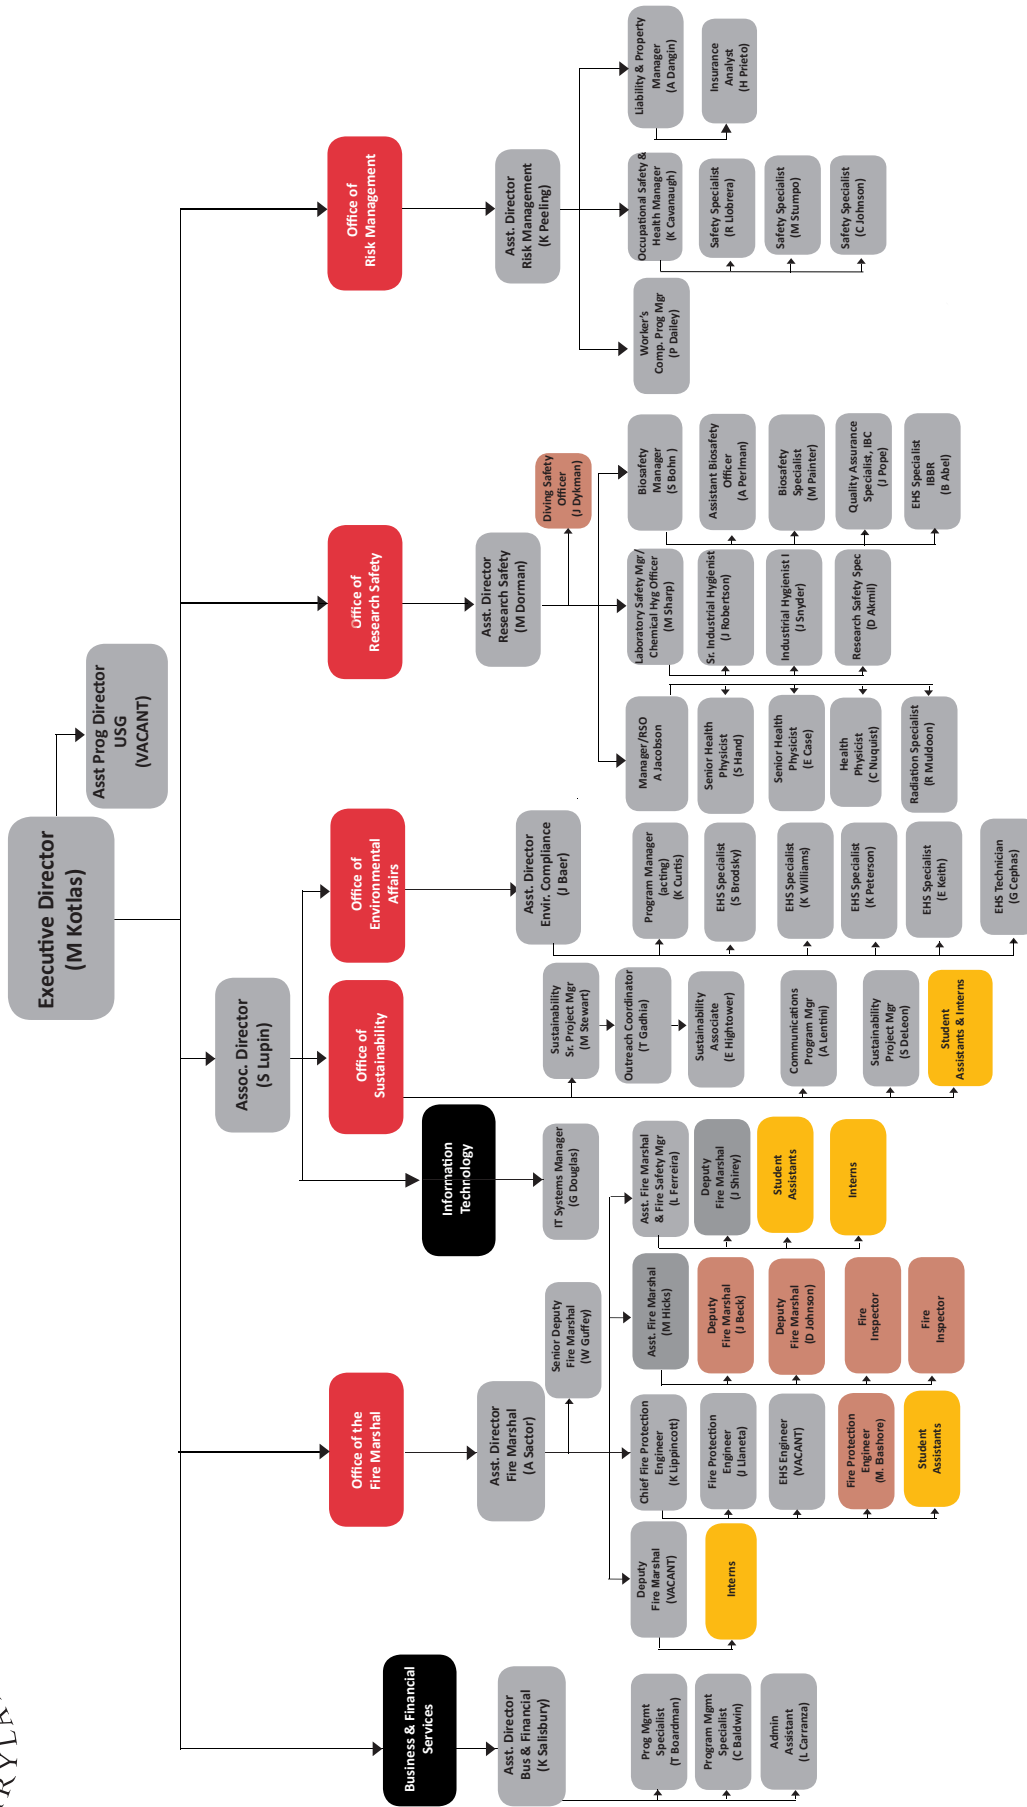 RYLA
Executive Director
(M Kotlas)
Asst Prog Director
USG
(VACANT)
Business & Financial
Services
Asst. Director
Bus & Financial
(K Salisbury)
Prog Mgmt
Specialist
(T Boardman)
Program Mgmt
Specialist
(C Baldwin)
Admin
Assistant
(L Carranza)
Office of the
Fire Marshal
Asst. Director
Fire Marshal
(A Sactor)
Senior Deputy
Fire Marshal
(W Guffey)
Deputy
Fire Marshal
(VACANT)
Interns
Chief Fire Protection
Engineer
(K Lippincott)
Fire Protection
Engineer
(J Llaneta)
EHS Engineer
(VACANT)
Fire Protection
Engineer
(M. Bashore)
Student
Assistants
Asst. Fire Marshal
(M Hicks)
Deputy
Fire Marshal
(J Beck)
Deputy
Fire Marshal
(D Johnson)
Fire
Inspector
Fire
Inspector
Asst. Fire Marshal
& Fire Safety Mgr
(L Ferreira)
Deputy
Fire Marshal
(J Shirey)
Student
Assistants
Interns
Assoc. Director
(S Lupin)
Information
Technology
IT Systems Manager
(G Douglas)
Office of
Sustainability
Sustainability
Sr. Project Mgr
(M Stewart)
Outreach Coordinator
(T Gadhia)
Sustainability
Associate
(E Hightower)
Communications
Program Mgr
(A Lentini)
Sustainability
Project Mgr
(S DeLeon)
Student
Assistants & Interns
Office of
Environmental
Affairs
Asst. Director
Envir. Compliance
(J Baer)
Program Manager
(acting)
(K Curtis)
EHS Specialist
(S Brodsky)
EHS Specialist
(K Williams)
EHS Specialist
(K Peterson)
EHS Specialist
(E Keith)
EHS Technician
(G Cephas)
Office of
Research Safety
Asst. Director
Research Safety
(M Dorman)
Diving Safety
Officer
(J Dykman)
Manager/RSO
A Jacobson
Senior Health
Physicist
(S Hand)
Senior Health
Physicist
(E Case)
Health
Physicist
(C Nuquist)
Radiation Specialist
(R Muldoon)
Laboratory Safety Mgr/
Chemical Hyg Officer
(M Sharp)
Sr. Industrial Hygienist
(J Robertson)
Industirial Hygienist I
(J Snyder)
Research Safety Spec
(D Akmil)
Biosafety
Manager
(S Bohn )
Assistant Biosafety
Officer
(A Perlman)
Biosafety
Specialist
(M Painter)
Quality Assurance
Specialist, IBC
(J Pope)
EHS Specialist
IBBR
(B Abel)
Office of
Risk Management
Asst. Director
Risk Management
(K Peeling)
Worker's
Comp. Prog Mgr
(P Dailey)
Occupational Safety &
Health Manager
(K Cavanaugh)
Safety Specialist
(R Llobrera)
Safety Specialist
(M Stumpo)
Safety Specialist
(C Johnson)
Liability & Property
Manager
(A Dangin)
Insurance
Analyst
(H Prieto)